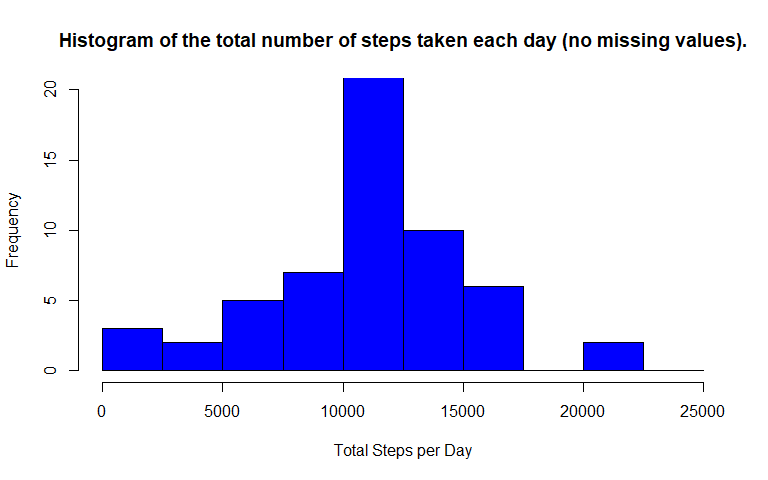 Histogram of the total number of steps taken each day (no missing values).
Frequency
20
15
10
5
0
0 5000 10000 15000 20000 25000
Total Steps per Day